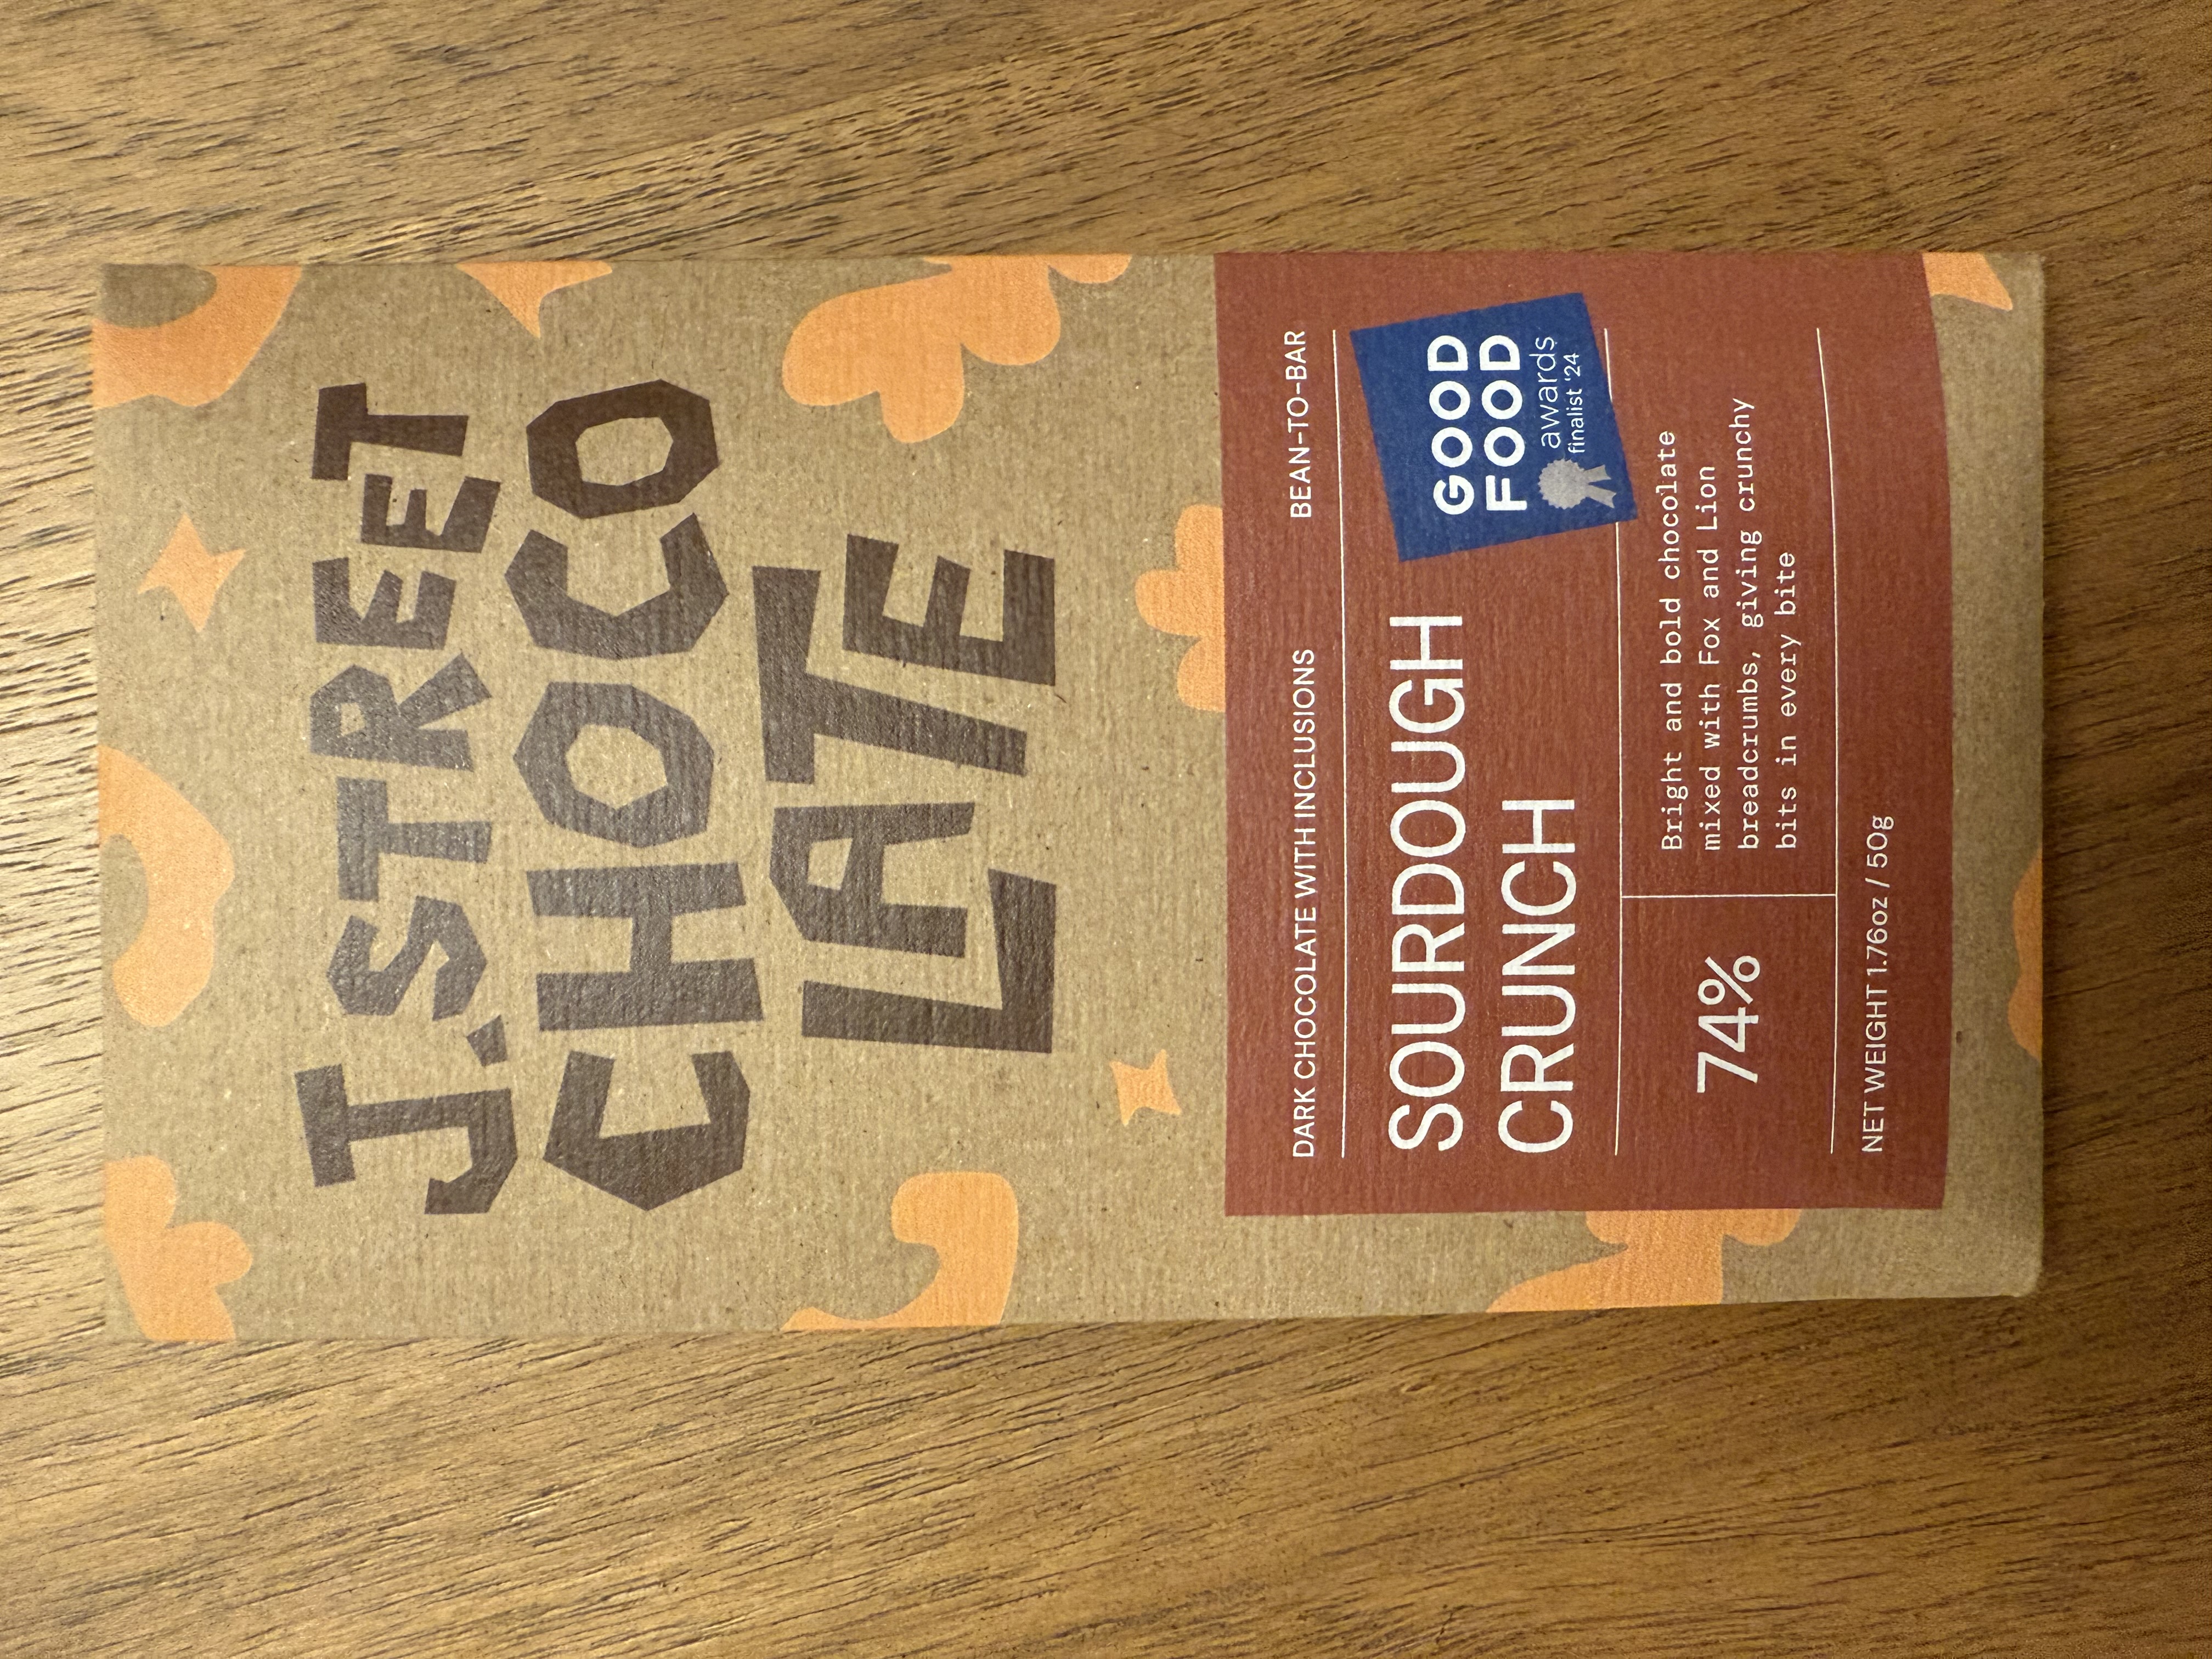 J.STREET
CHOCO
LATE
DARK CHOCOLATE WITH INCLUSIONS BEAN-TO-BAR
SOURDOUGH
CRUNCH
GOOD
FOOD
awards
finalist '24
74%
Bright and bold chocolate
mixed with Fox and Lion
breadcrumbs, giving crunchy
bits in every bite
NET WEIGHT 1.76oz / 50g